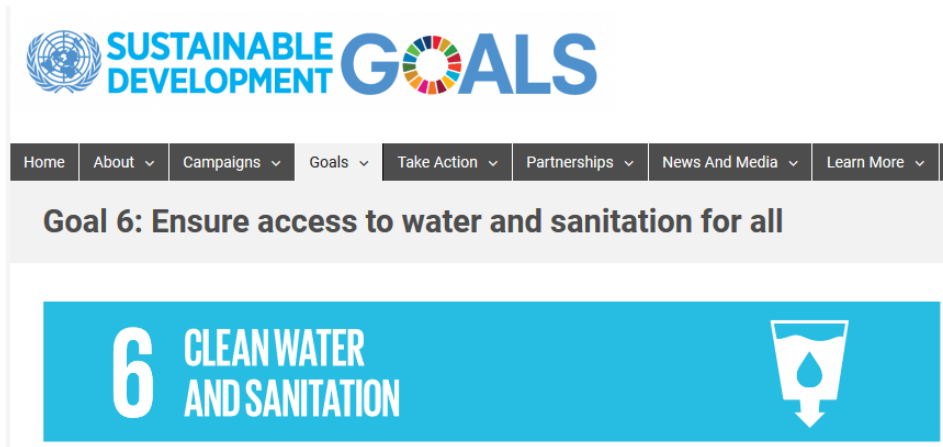 SUSTAINABLE
DEVELOPMENT GOALS
Home About Campaigns Goals Take Action Partnerships News And Media Learn More
Goal 6: Ensure access to water and sanitation for all
6 CLEAN WATER
AND SANITATION